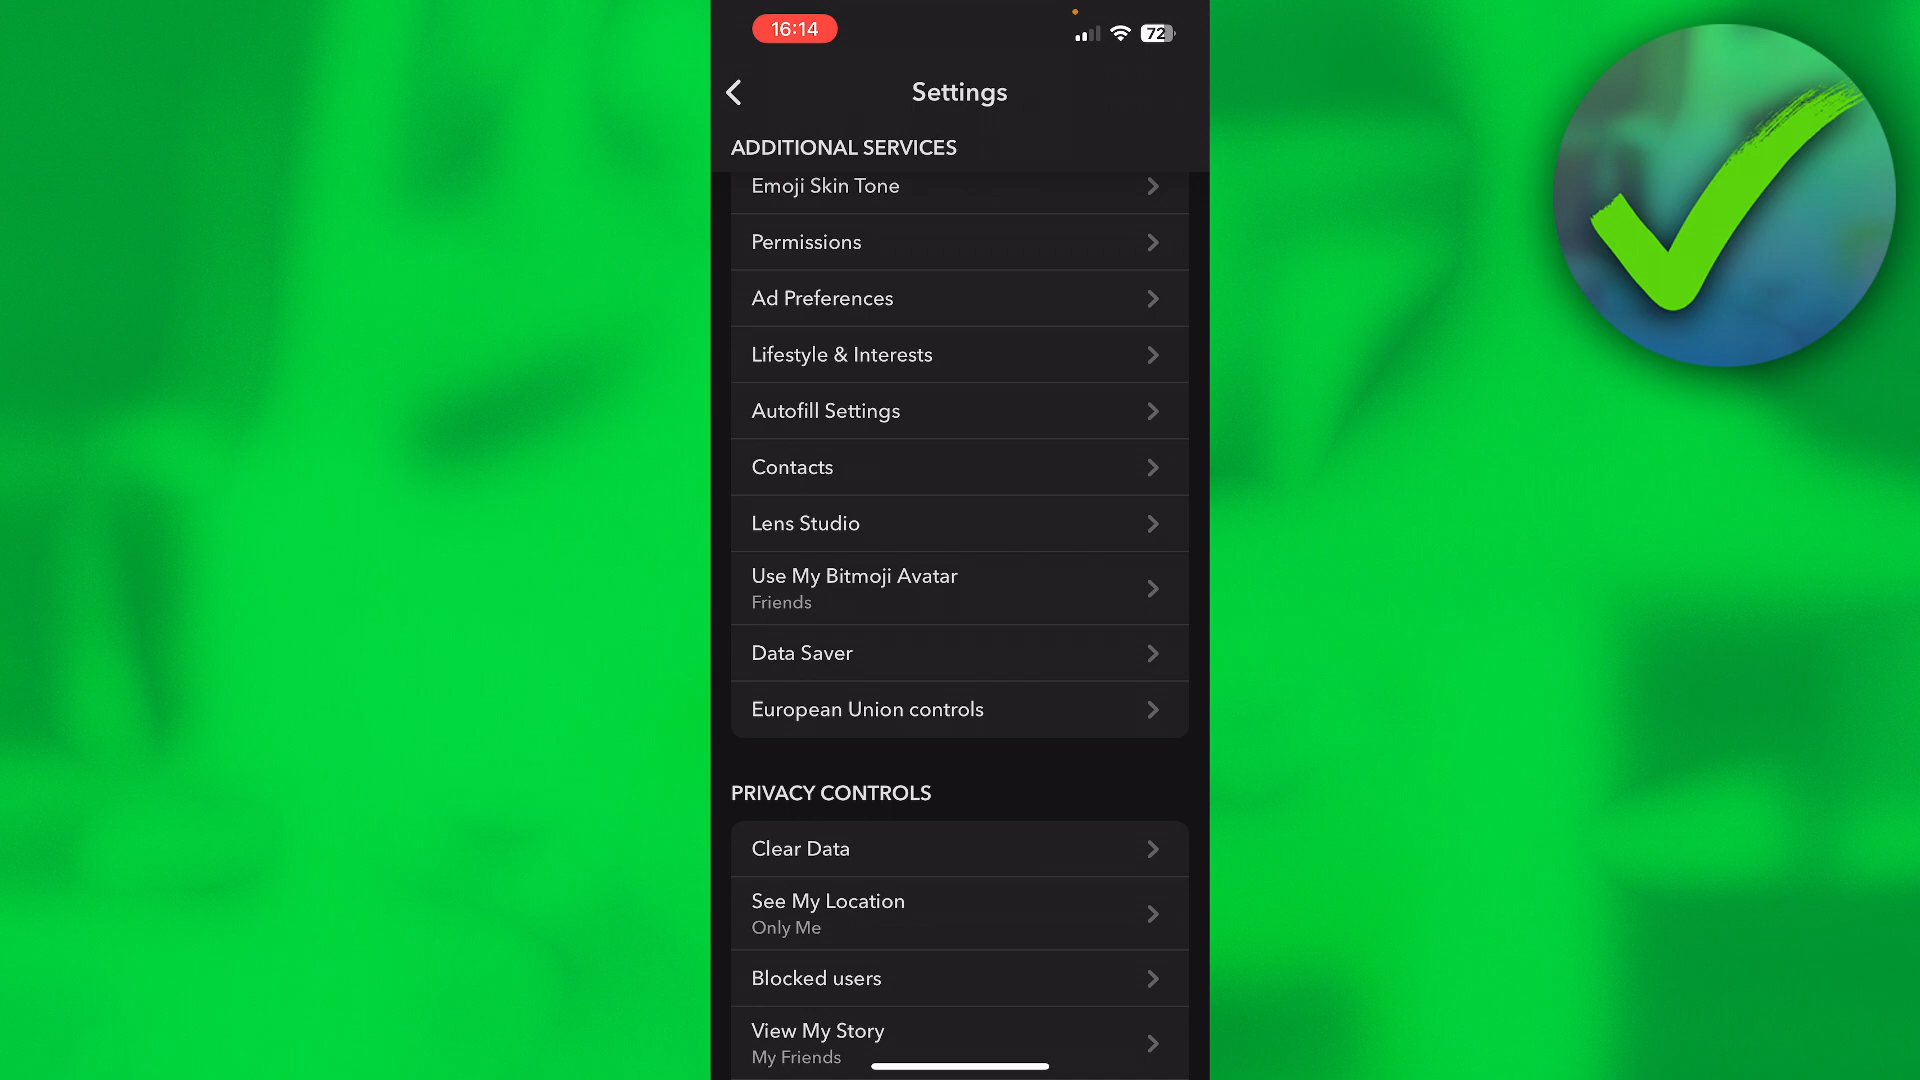 16:14
72
Settings
ADDITIONAL SERVICES
Emoji Skin Tone
Permissions
Ad Preferences
Lifestyle & Interests
Autofill Settings
Contacts
Lens Studio
Use My Bitmoji Avatar
Friends
Data Saver
European Union controls
PRIVACY CONTROLS
Clear Data
See My Location
Only Me
Blocked users
View My Story
My Friends